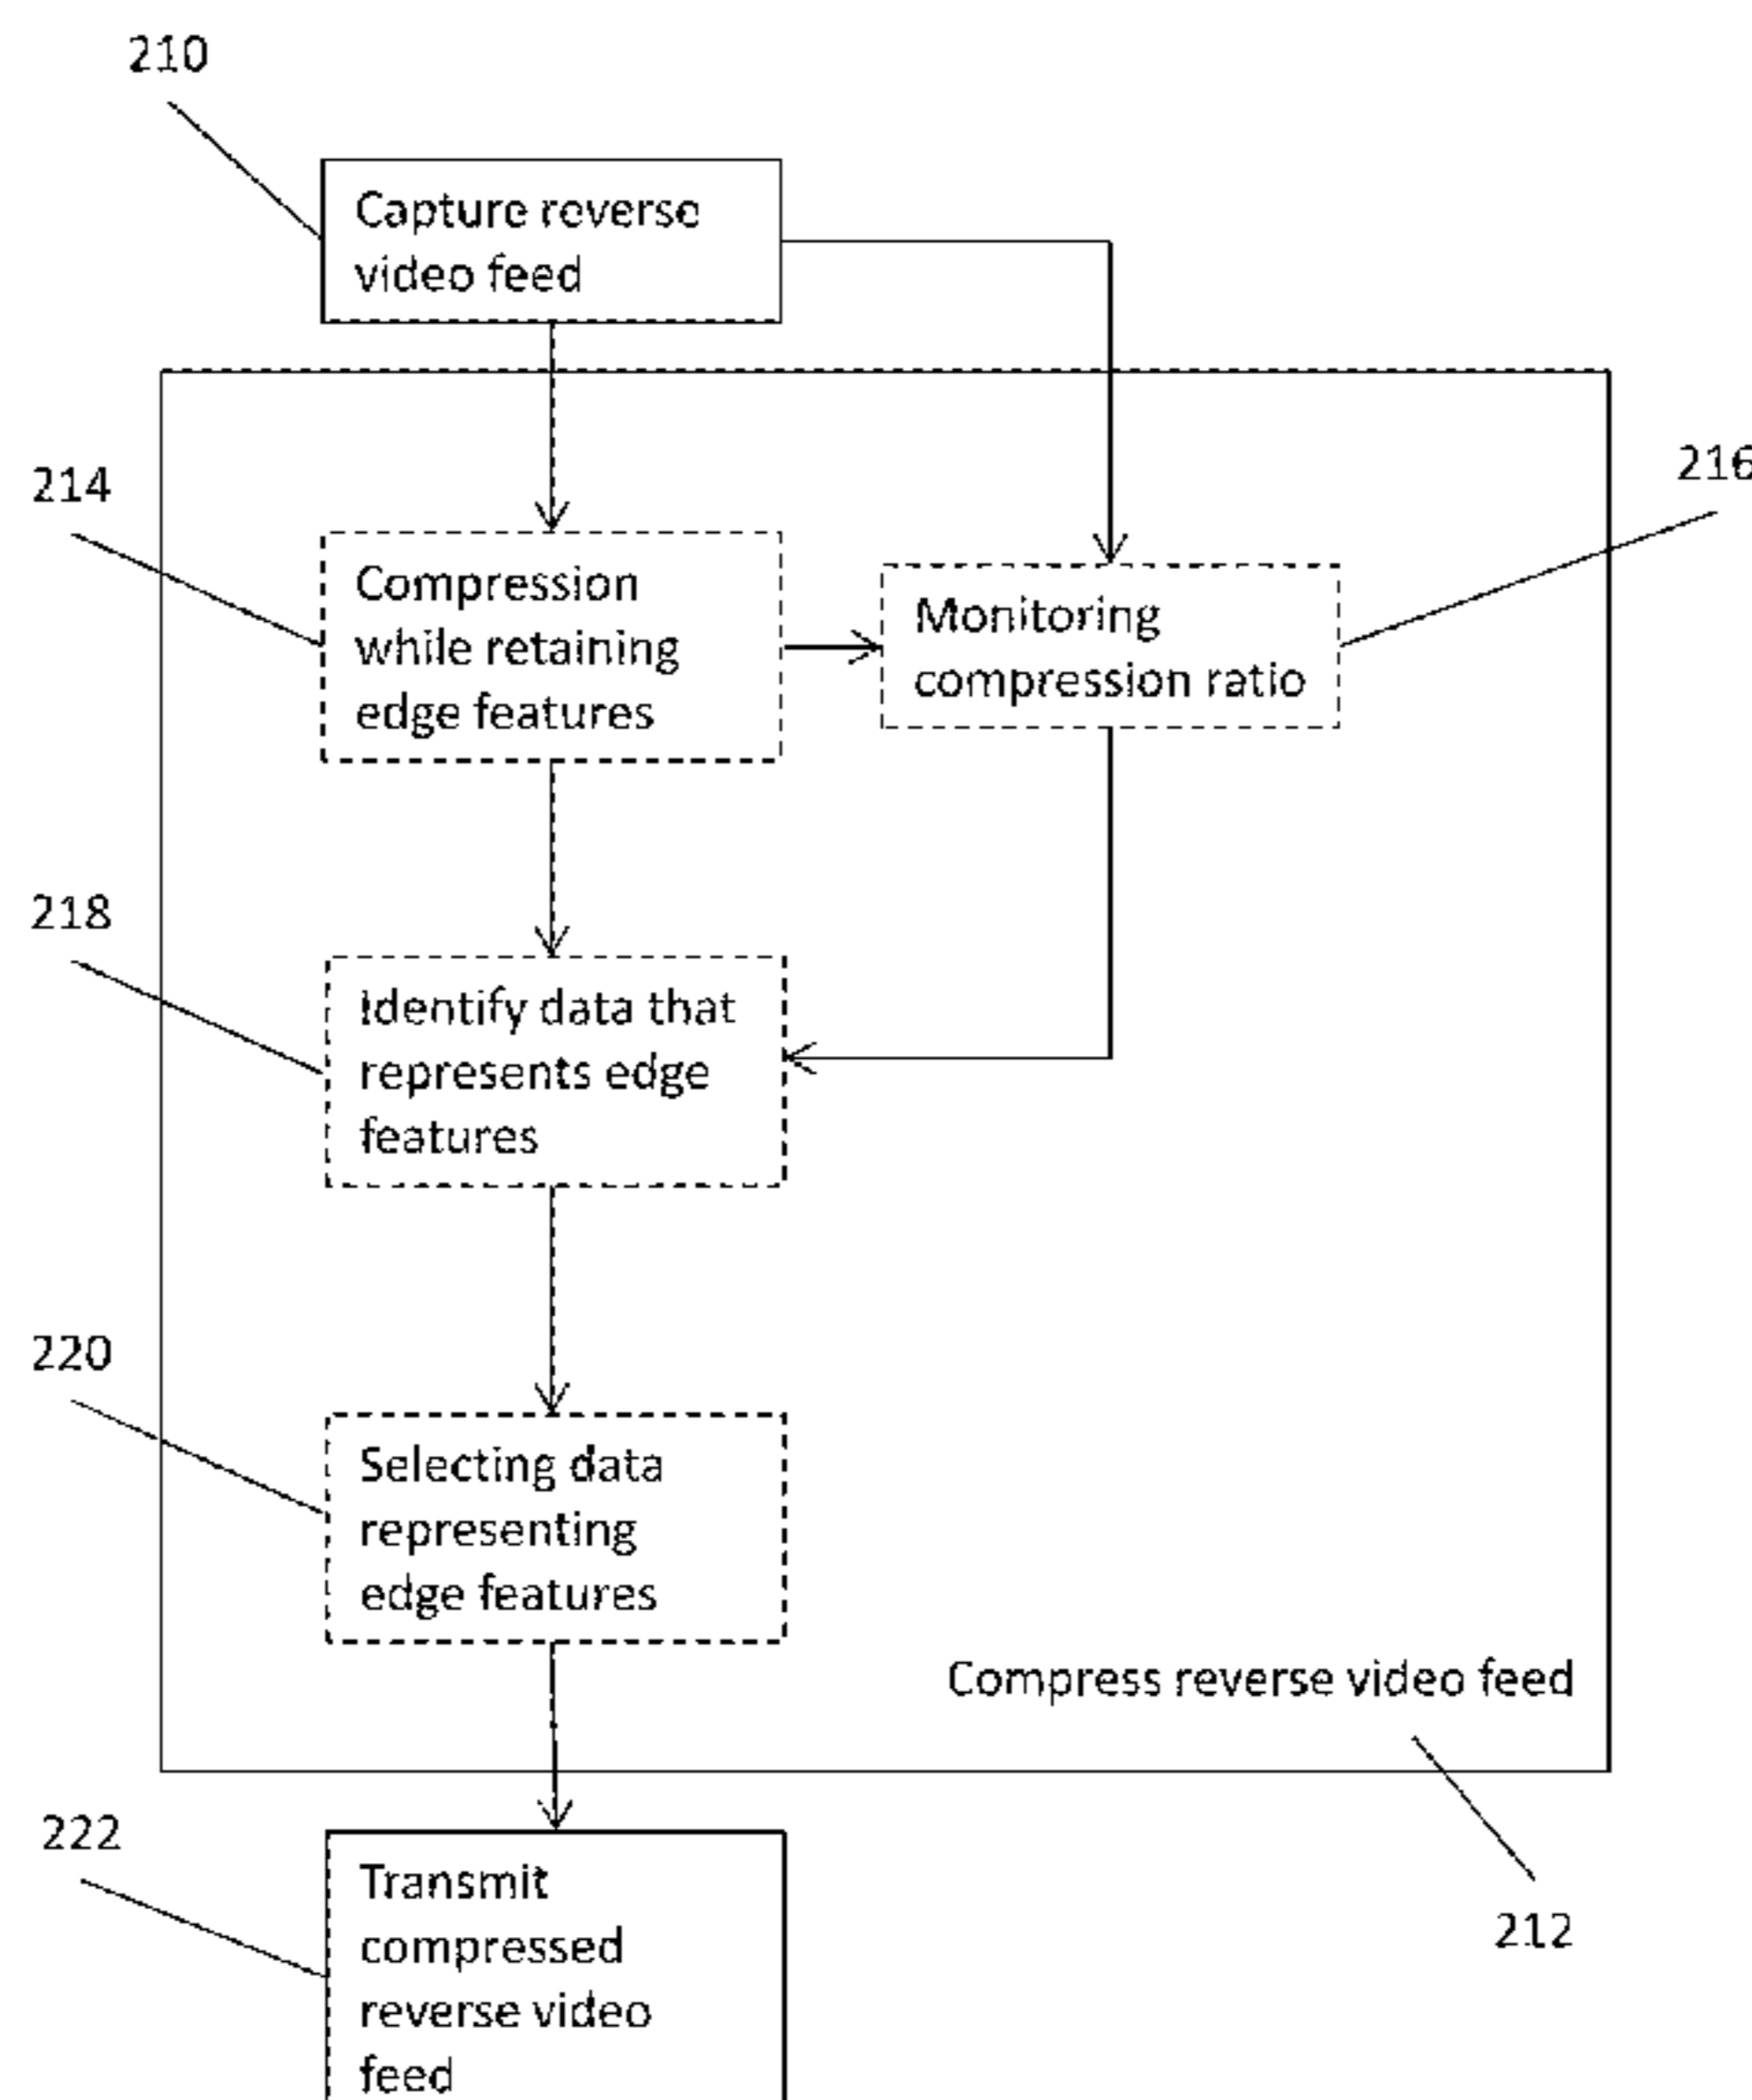 210
Capture reverse
video feed
214
216
Compression
while retaining
edge features
Monitoring
compression ratio
218
Identify data that
represents edge
features
220
Selecting data
representing
edge features
Compress reverse video feed
222
212
Transmit
compressed
reverse video
feed